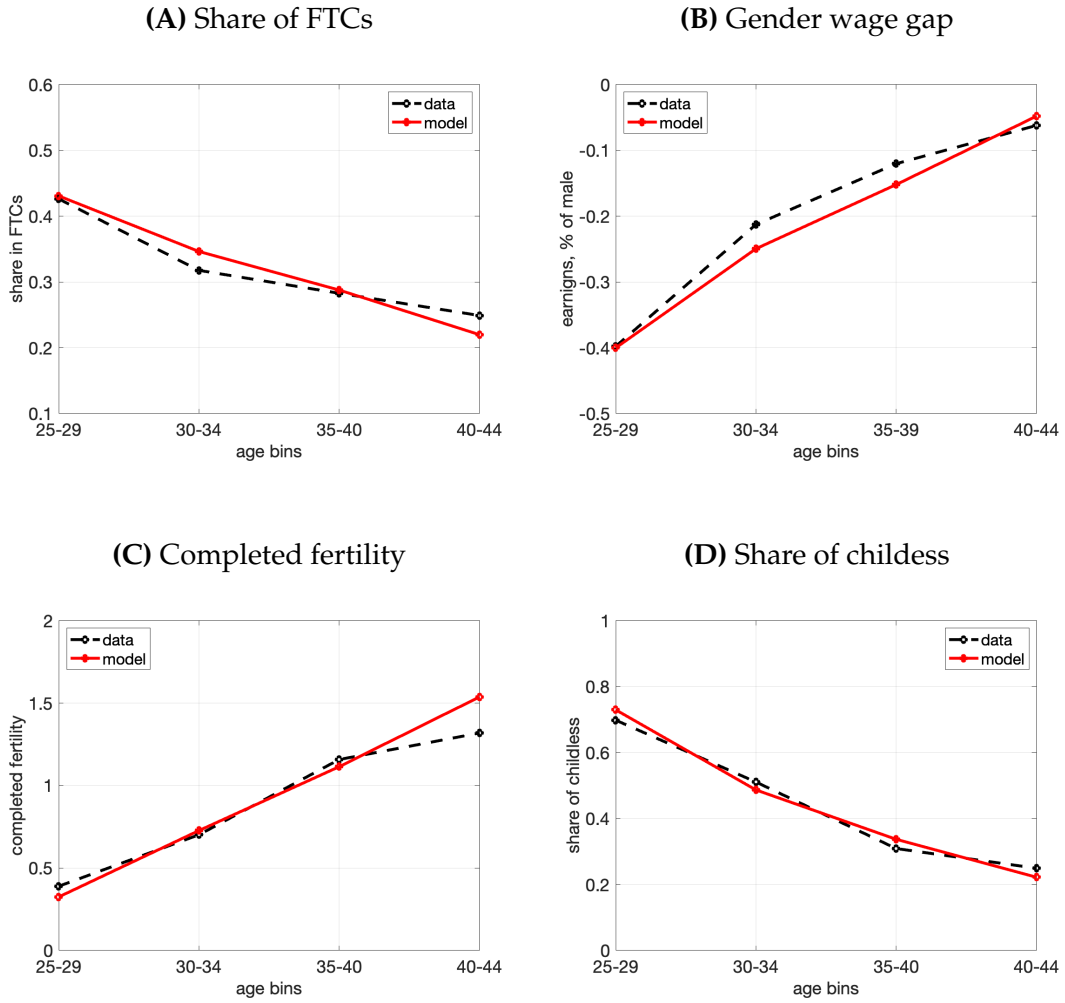 (A) Share of FTCs
0.6
0.5
0.4
0.3
0.2
0.1
share in FTCs
data
model
25-29 30-34 35-40 40-44
age bins
(B) Gender wage gap
0
-0.1
-0.2
-0.3
-0.4
-0.5
earnigns, % of male
data
model
25-29 30-34 35-39 40-44
age bins
(C) Completed fertility
2
1.5
1
0.5
0
completed fertility
data
model
25-29 30-34 35-40 40-44
age bins
(D) Share of childess
1
0.8
0.6
0.4
0.2
0
share of childless
data
model
25-29 30-34 35-40 40-44
age bins